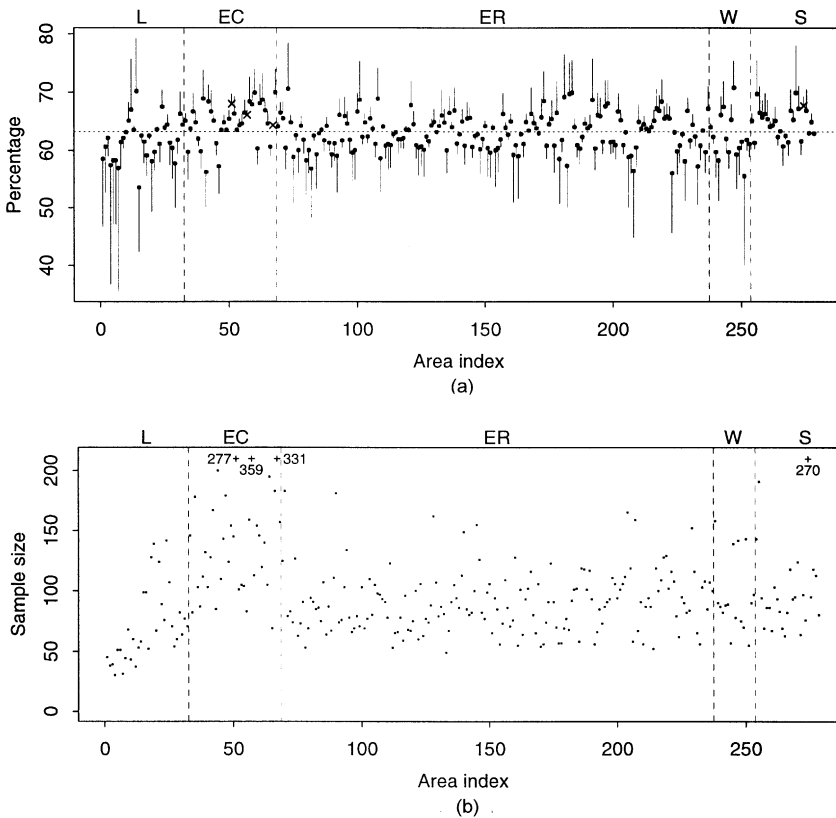 L EC ER W S
80
70
60
50
40
Percentage
0 50 100 150 200 250
Area index
(a)
L EC ER W S
277+ + +331 +
359 270
200
150
100
50
0
Sample size
0 50 100 150 200 250
Area index
(b)